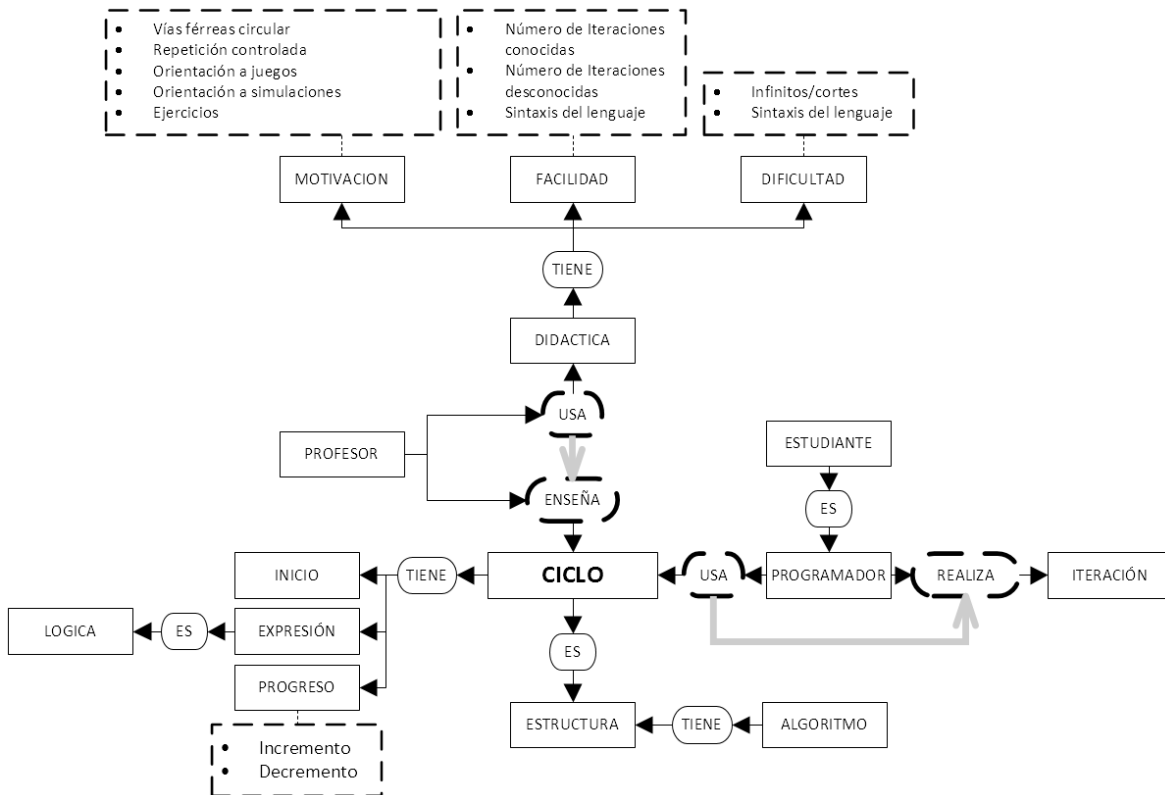 • Vías férreas circular
• Repetición controlada
• Orientación a juegos
• Orientación a simulaciones
• Ejercicios
• Número de Iteraciones
conocidas
• Número de Iteraciones
desconocidas
• Sintaxis del lenguaje
• Infinitos/cortes
• Sintaxis del lenguaje
MOTIVACION
FACILIDAD
DIFICULTAD
TIENE
DIDACTICA
USA
PROFESOR
ESTUDIANTE
ENSEÑA
ES
INICIO
TIENE
CICLO
USA
PROGRAMADOR
REALIZA
ITERACIÓN
LOGICA
ES
EXPRESIÓN
ES
PROGRESO
ESTRUCTURA
TIENE
ALGORITMO
• Incremento
• Decremento